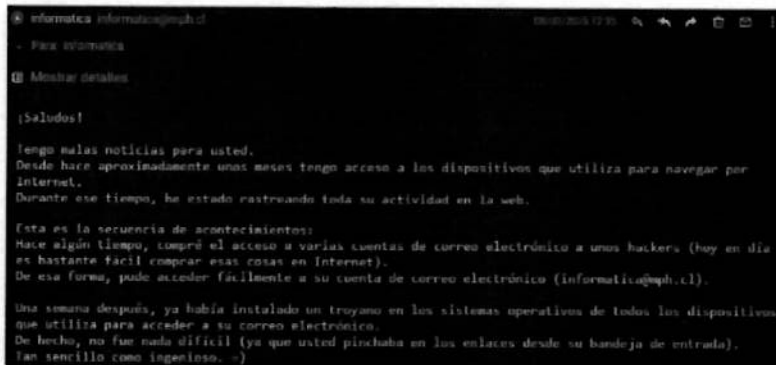 informatica informatica@mph.cl
Para informatica
Mostrar detalles
¡Saludos!
Tengo malas noticias para usted.
Desde hace aproximadamente unos meses tengo acceso a los dispositivos que utiliza para navegar por
Internet.
Durante ese tiempo, he estado rastreando toda su actividad en la web.
Esta es la secuencia de acontecimientos:
Hace algún tiempo, compré el acceso a varias cuentas de correo electrónico a unos hackers (hoy en día
es bastante fácil comprar esas cosas en Internet).
De esa forma, pude acceder fácilmente a su cuenta de correo electrónico (informatica@mph.cl).
Una semana después, ya había instalado un troyano en los sistemas operativos de todos los dispositivos
que utiliza para acceder a su correo electrónico.
De hecho, no fue nada difícil (ya que usted pinchaba en los enlaces desde su bandeja de entrada).
Tan sencillo como ingenioso. =)